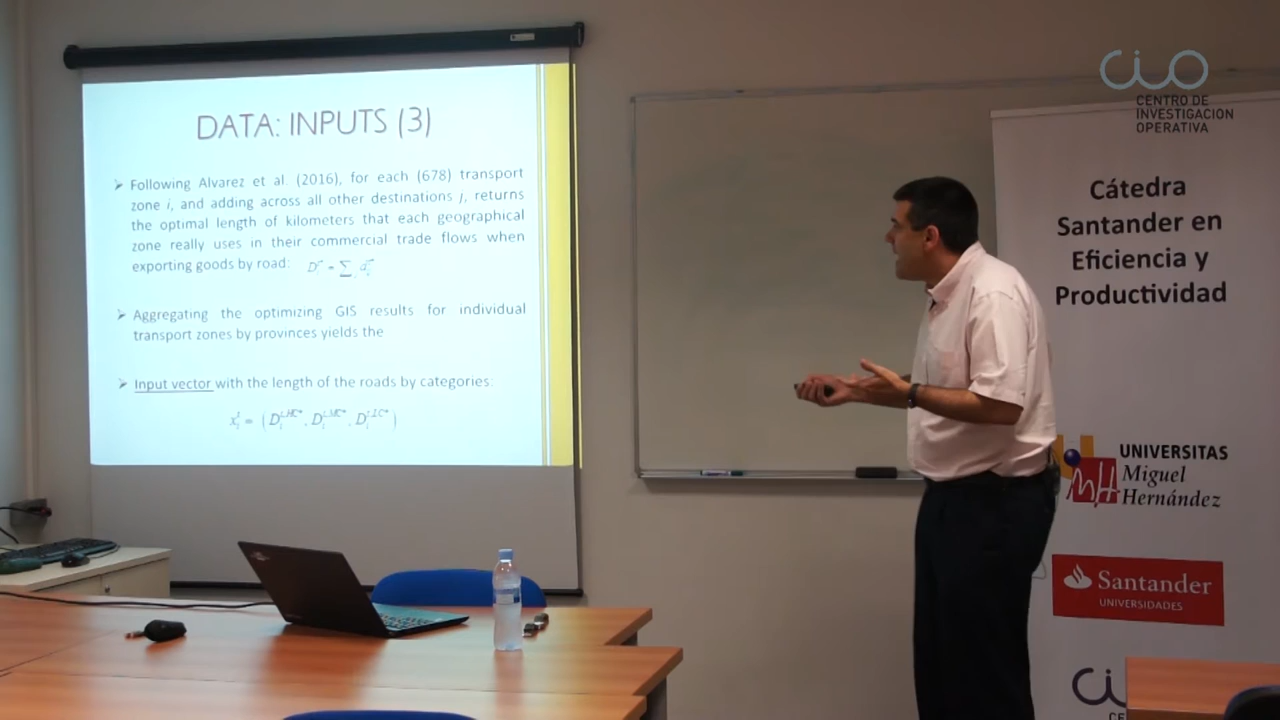 DATA: INPUTS (3)
➢ Following Alvarez et al. (2016), for each (678) transport
zone i, and adding across all other destinations j, returns
the optimal length of kilometers that each geographical
zone really uses in their commercial trade flows when
exporting goods by road:
➢ Aggregating the optimizing GIS results for individual
transport zones by provinces yields the
➢ Input vector with the length of the roads by categories:
CIO
CENTRO DE
INVESTIGACION
OPERATIVA
Cátedra
Santander en
Eficiencia y
Productividad
UNIVERSITAS
Miguel
Hernández
Santander
UNIVERSIDADES